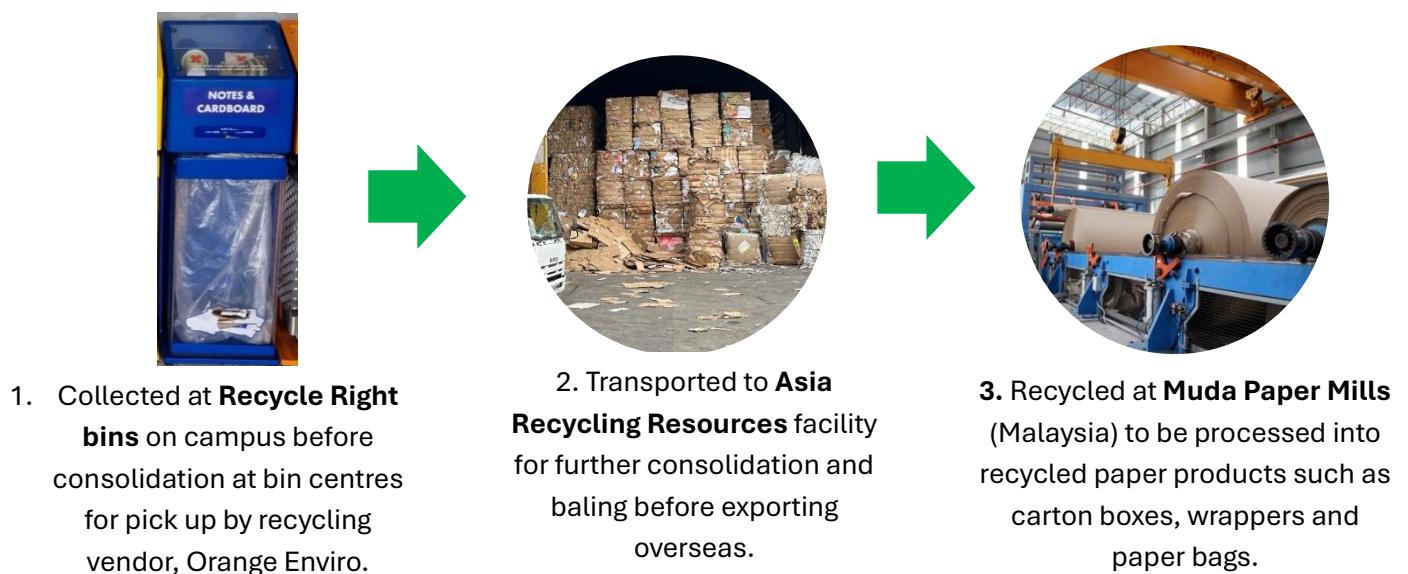 NOTES &
CARDBOARD
1. Collected at Recycle Right
bins on campus before
consolidation at bin centres
for pick up by recycling
vendor, Orange Enviro.
2. Transported to Asia
Recycling Resources facility
for further consolidation and
baling before exporting
overseas.
3. Recycled at Muda Paper Mills
(Malaysia) to be processed into
recycled paper products such as
carton boxes, wrappers and
paper bags.